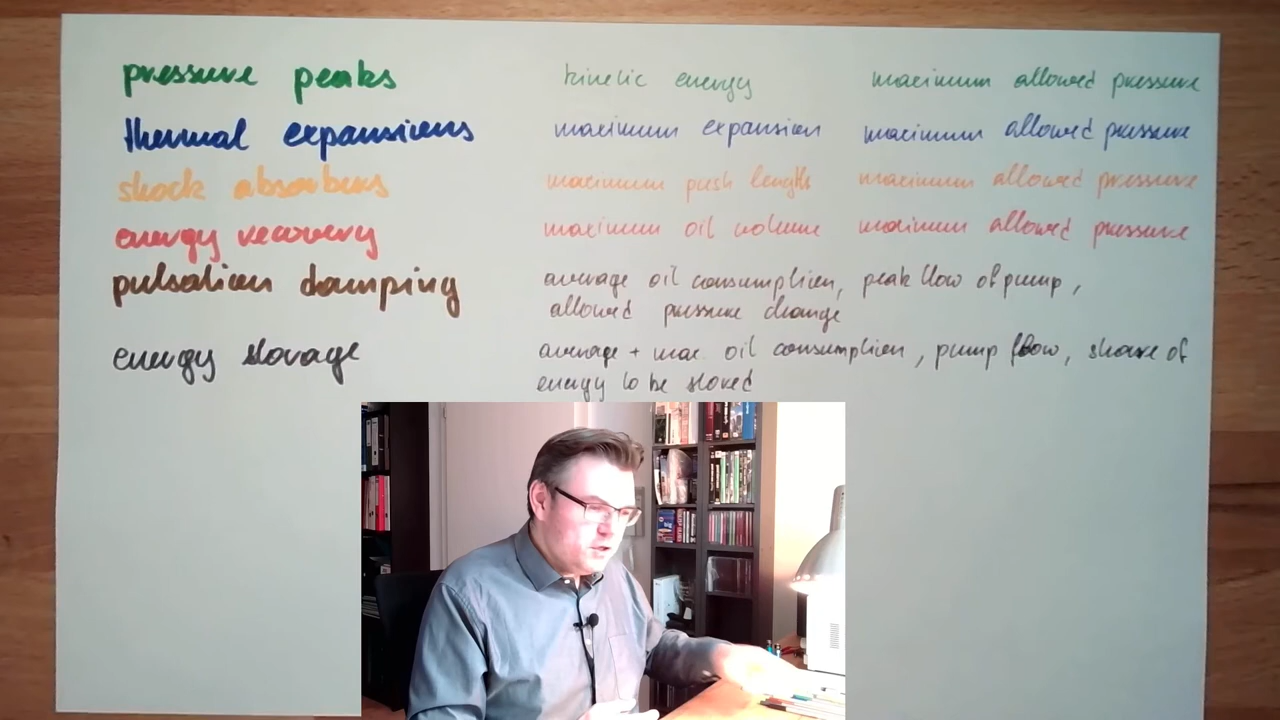 pressure peaks kinetic energy maximum allowed pressure
thermal expansions maximum expansion maximum allowed pressure
shock absorbers maximum push length maximum allowed pressure
energy recovery maximum oil volume maximum allowed pressure
pulsation damping average oil consumption, peak flow of pump,
allowed pressure change
energy storage average + max. oil consumption, pump flow, share of
energy to be stored